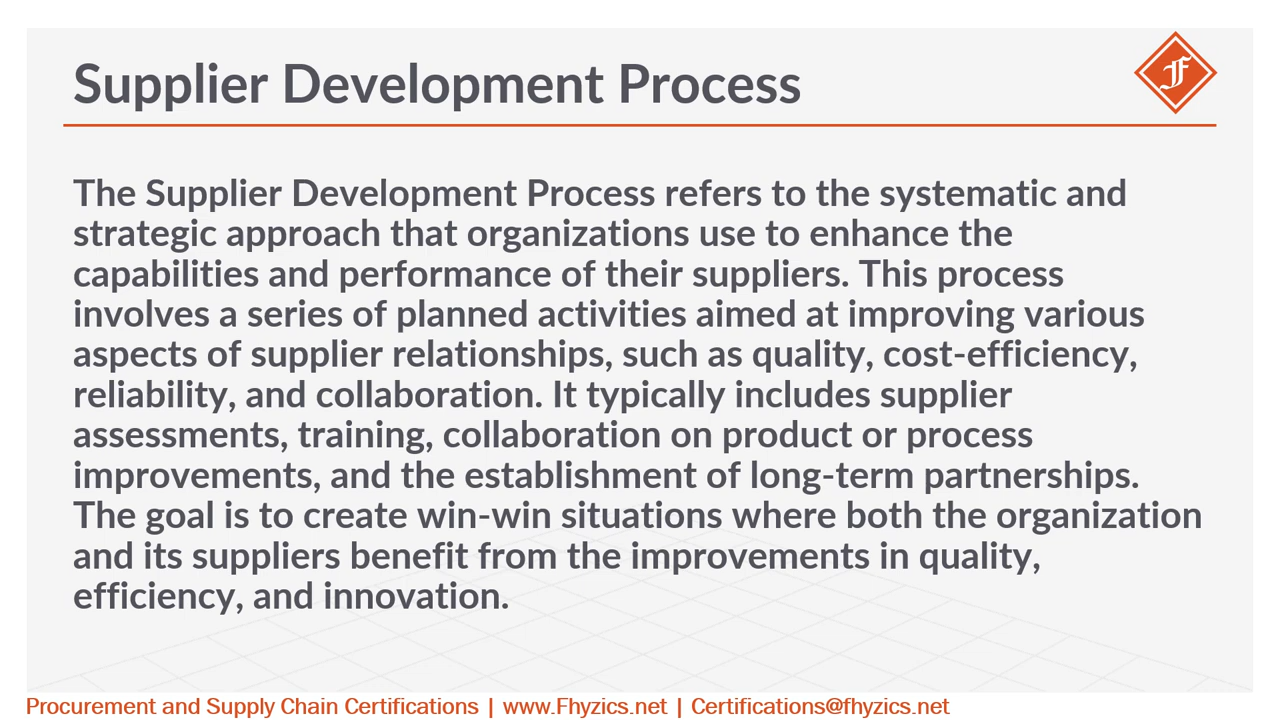 Supplier Development Process
F
The Supplier Development Process refers to the systematic and
strategic approach that organizations use to enhance the
capabilities and performance of their suppliers. This process
involves a series of planned activities aimed at improving various
aspects of supplier relationships, such as quality, cost-efficiency,
reliability, and collaboration. It typically includes supplier
assessments, training, collaboration on product or process
improvements, and the establishment of long-term partnerships.
The goal is to create win-win situations where both the organization
and its suppliers benefit from the improvements in quality,
efficiency, and innovation.
Procurement and Supply Chain Certifications | www.Fhyzics.net | Certifications@fhyzics.net